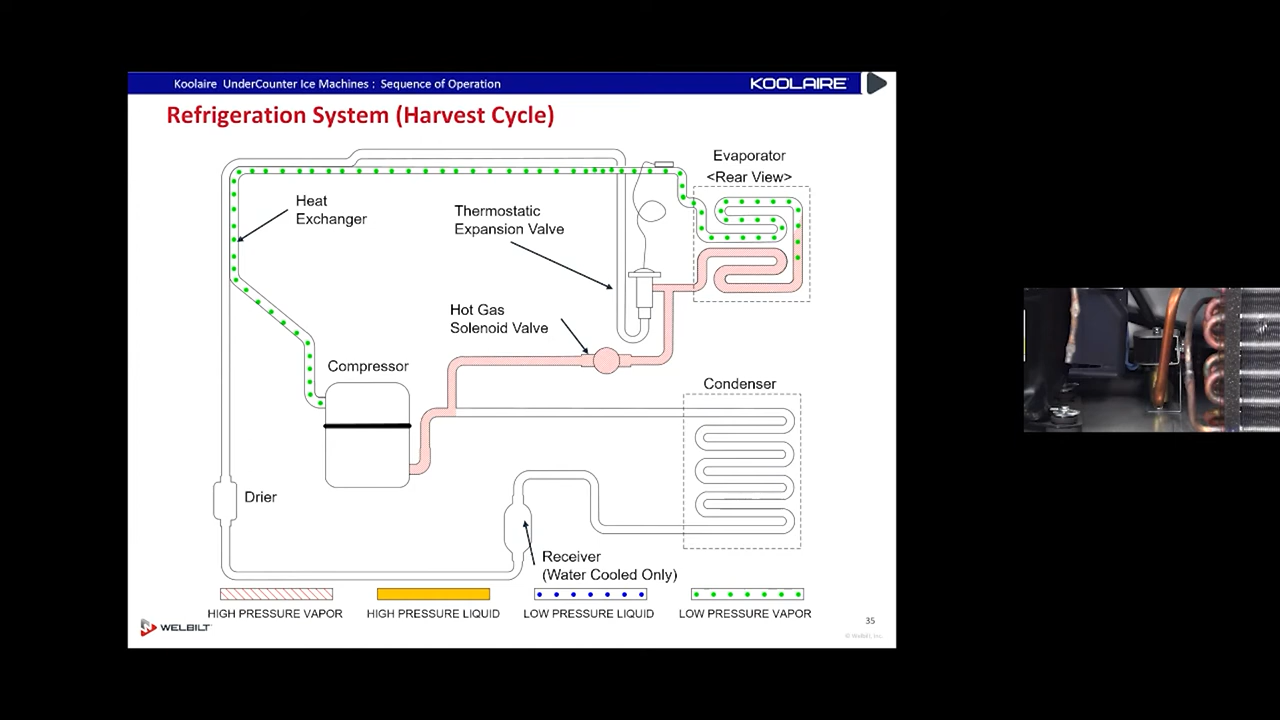 Koolaire UnderCounter Ice Machines : Sequence of Operation
KOOLAIRE
Refrigeration System (Harvest Cycle)
Evaporator
<Rear View>
Heat
Exchanger
Thermostatic
Expansion Valve
Hot Gas
Solenoid Valve
Compressor
Condenser
Drier
Receiver
(Water Cooled Only)
HIGH PRESSURE VAPOR
HIGH PRESSURE LIQUID
LOW PRESSURE LIQUID
LOW PRESSURE VAPOR
WELBILT
35
© Welbilt, Inc.